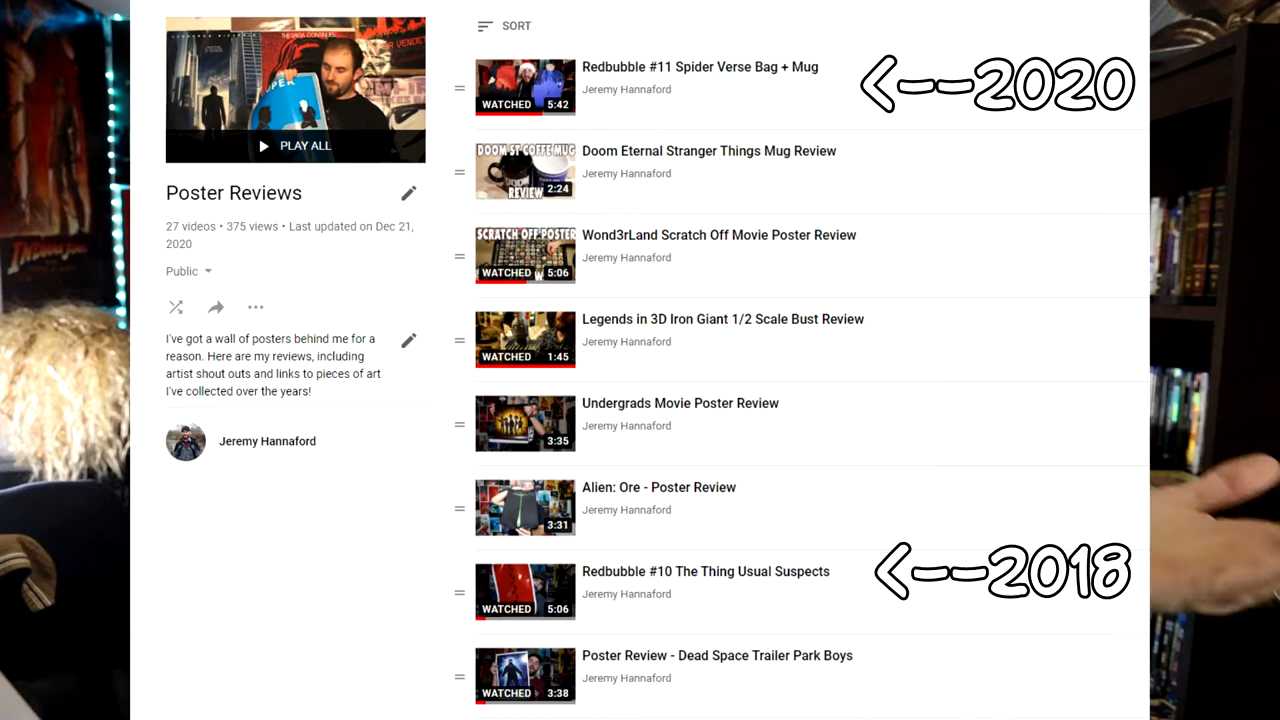 SORT
THE SAGA CONTINUES
PLAY ALL
Poster Reviews
27 videos • 375 views • Last updated on Dec 21,
2020
Public
I've got a wall of posters behind me for a
reason. Here are my reviews, including
artist shout outs and links to pieces of art
I've collected over the years!
Jeremy Hannaford
Redbubble #11 Spider Verse Bag + Mug
Jeremy Hannaford
WATCHED 5:42
<--2020
Doom Eternal Stranger Things Mug Review
Jeremy Hannaford
DOOM ST COFFE MUG
REVIEW
2:24
Wond3rLand Scratch Off Movie Poster Review
Jeremy Hannaford
SCRATCH OFF POSTER
WATCHED 5:06
Legends in 3D Iron Giant 1/2 Scale Bust Review
Jeremy Hannaford
WATCHED 1:45
Undergrads Movie Poster Review
Jeremy Hannaford
3:35
Alien: Ore - Poster Review
Jeremy Hannaford
3:31
Redbubble #10 The Thing Usual Suspects
Jeremy Hannaford
WATCHED 5:06
<--2018
Poster Review - Dead Space Trailer Park Boys
Jeremy Hannaford
WATCHED 3:38